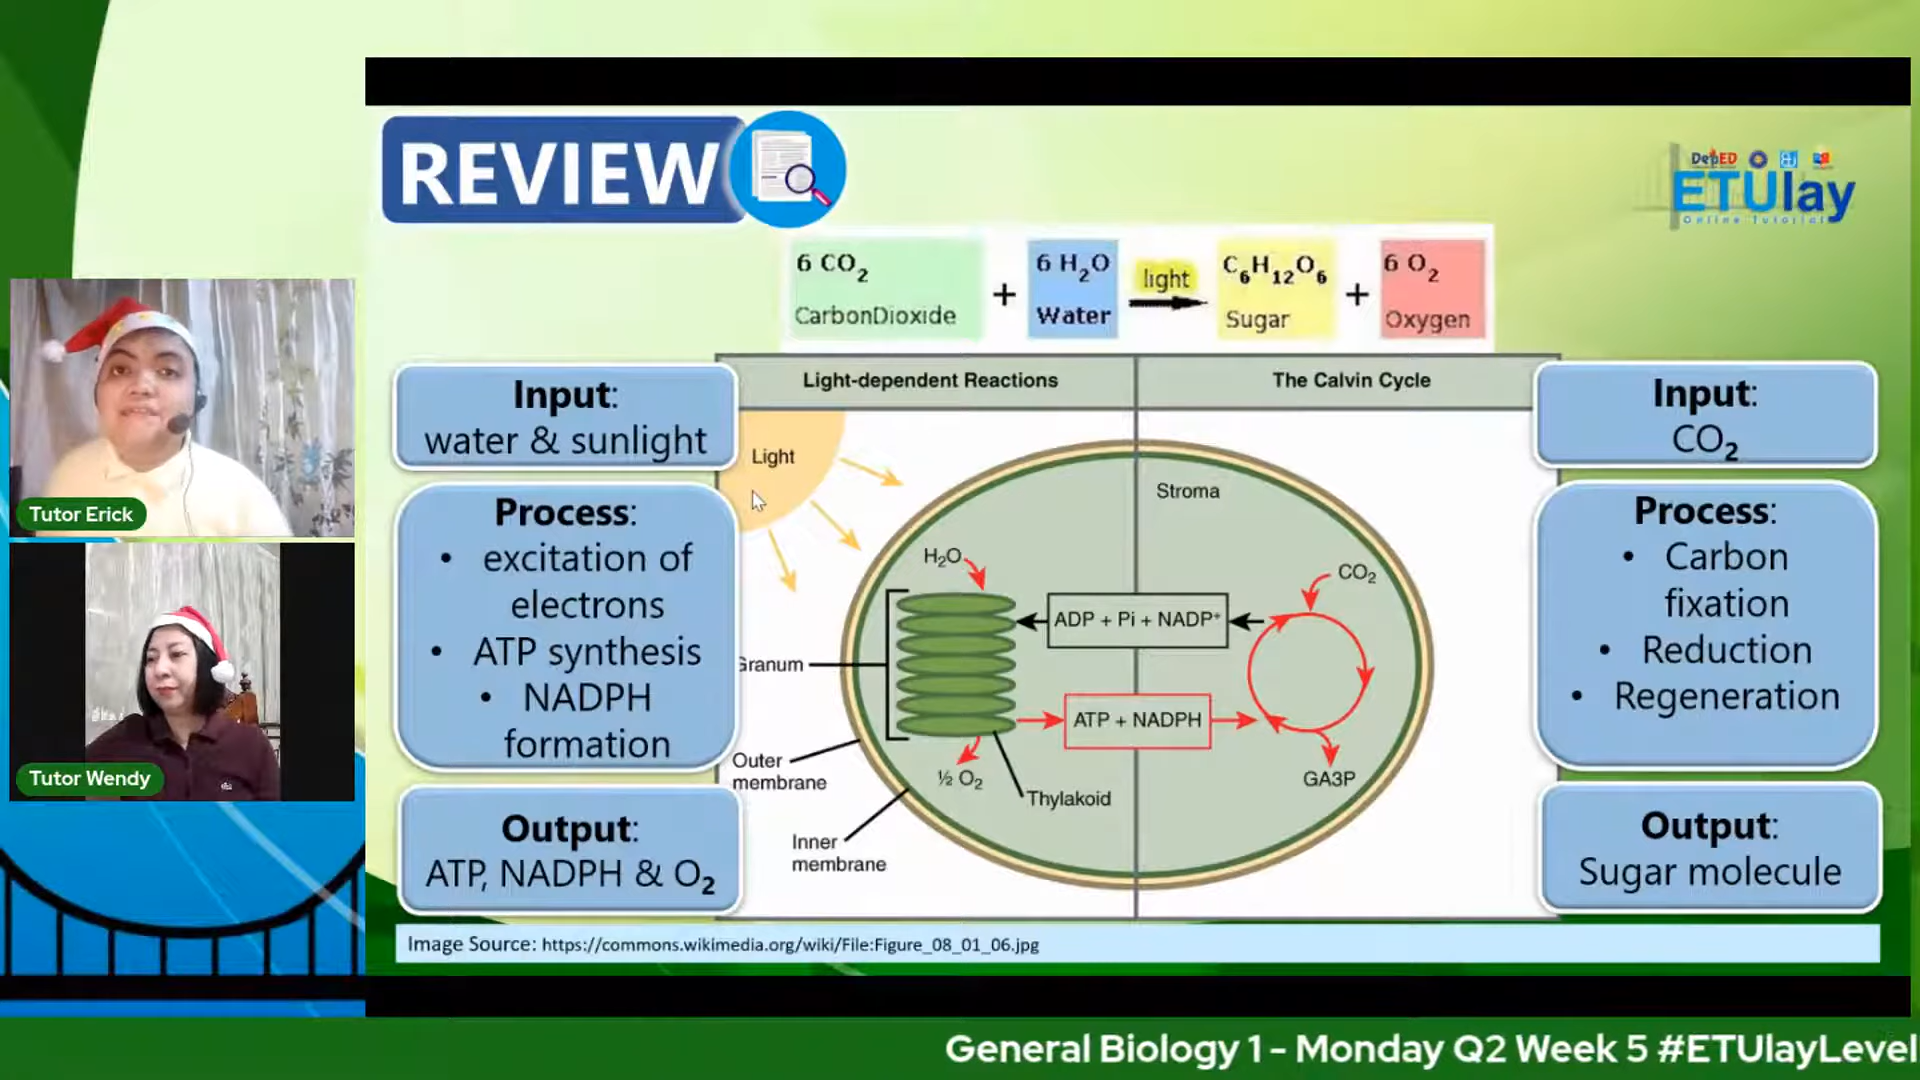 REVIEW
DepED
ETUlay
Online Tutorial
6 CO2
CarbonDioxide
+
6 H2O
Water
light
C6H12O6
Sugar
+
6 O2
Oxygen
Light-dependent Reactions
The Calvin Cycle
Input:
water & sunlight
Process:
• excitation of
electrons
• ATP synthesis
• NADPH
formation
Output:
ATP, NADPH & O2
Light
Stroma
H2O
CO2
ADP + Pi + NADP+
Granum
ATP + NADPH
Outer
membrane
½ O2
GA3P
Thylakoid
Inner
membrane
Input:
CO2
Process:
• Carbon
fixation
• Reduction
• Regeneration
Output:
Sugar molecule
Image Source: https://commons.wikimedia.org/wiki/File:Figure_08_01_06.jpg
Tutor Erick
Tutor Wendy
General Biology 1 - Monday Q2 Week 5 #ETUlayLevel